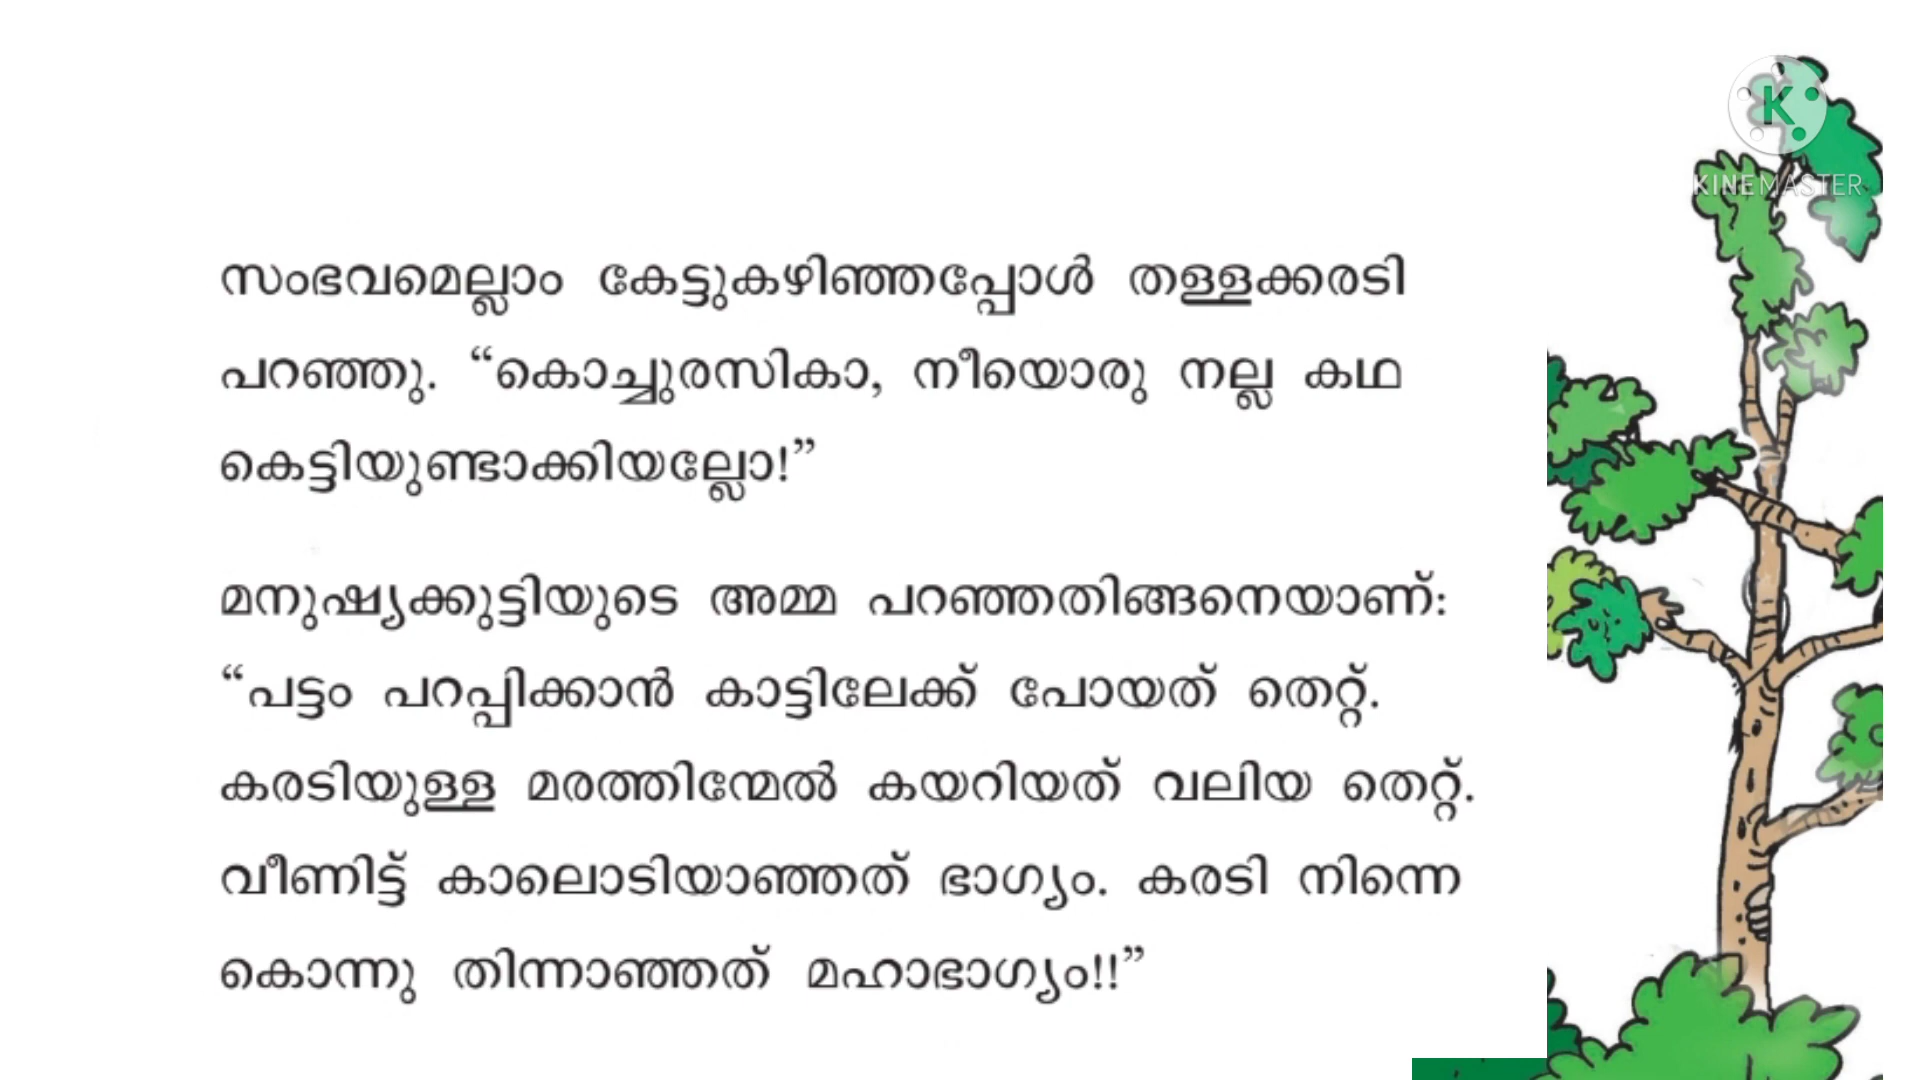 KINEMASTER
സംഭവമെല്ലാം കേട്ടുകഴിഞ്ഞപ്പോൾ തള്ളക്കരടി
പറഞ്ഞു. “കൊച്ചുരസികാ, നീയൊരു നല്ല കഥ
കെട്ടിയുണ്ടാക്കിയല്ലോ!”
മനുഷ്യക്കുട്ടിയുടെ അമ്മ പറഞ്ഞതിങ്ങനെയാണ്:
“പട്ടം പറപ്പിക്കാൻ കാട്ടിലേക്ക് പോയത് തെറ്റ്.
കരടിയുള്ള മരത്തിന്മേൽ കയറിയത് വലിയ തെറ്റ്.
വീണിട്ട് കാലൊടിയാഞ്ഞത് ഭാഗ്യം. കരടി നിന്നെ
കൊന്നു തിന്നാഞ്ഞത് മഹാഭാഗ്യം!!”